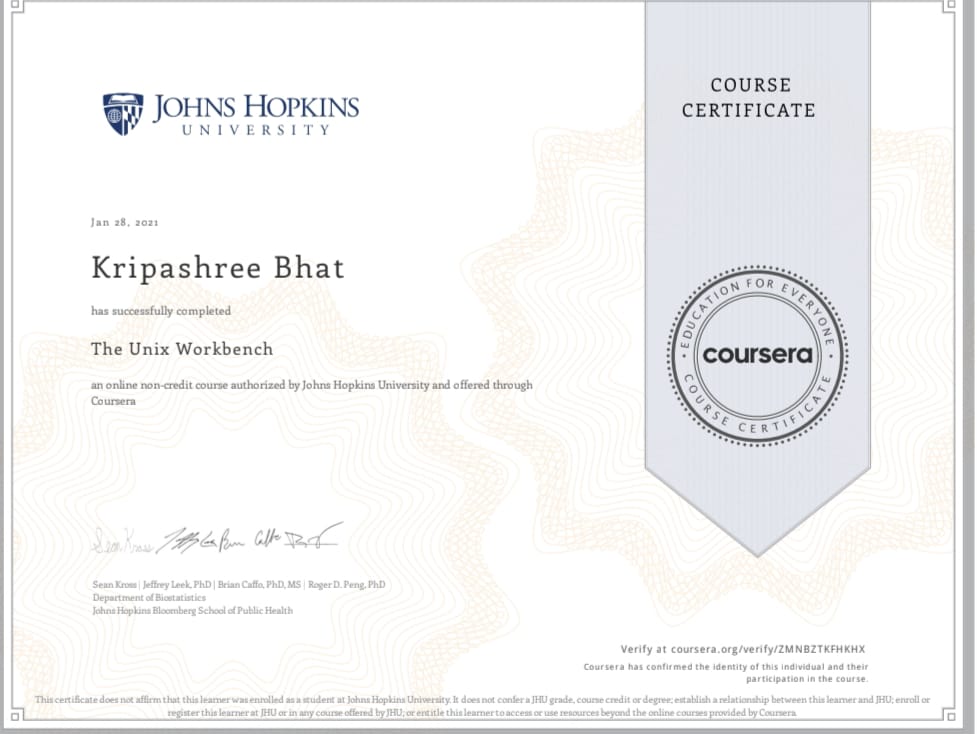 JOHNS HOPKINS
UNIVERSITY
COURSE
CERTIFICATE
Jan 28, 2021
Kripashree Bhat
has successfully completed
The Unix Workbench
an online non-credit course authorized by Johns Hopkins University and offered through
Coursera
EDUCATION FOR EVERYONE
coursera
COURSE CERTIFICATE
Sean Kross
Sean Kross | Jeffrey Leek, PhD | Brian Caffo, PhD, MS | Roger D. Peng, PhD
Department of Biostatistics
Johns Hopkins Bloomberg School of Public Health
Verify at coursera.org/verify/ZMNBZTKFHKHX
Coursera has confirmed the identity of this individual and their
participation in the course.
This certificate does not affirm that this learner was enrolled as a student at Johns Hopkins University. It does not confer a JHU grade, course credit or degree; establish a relationship between this learner and JHU; enroll or
register this learner at JHU or in any course offered by JHU; or entitle this learner to access or use resources beyond the online courses provided by Coursera.